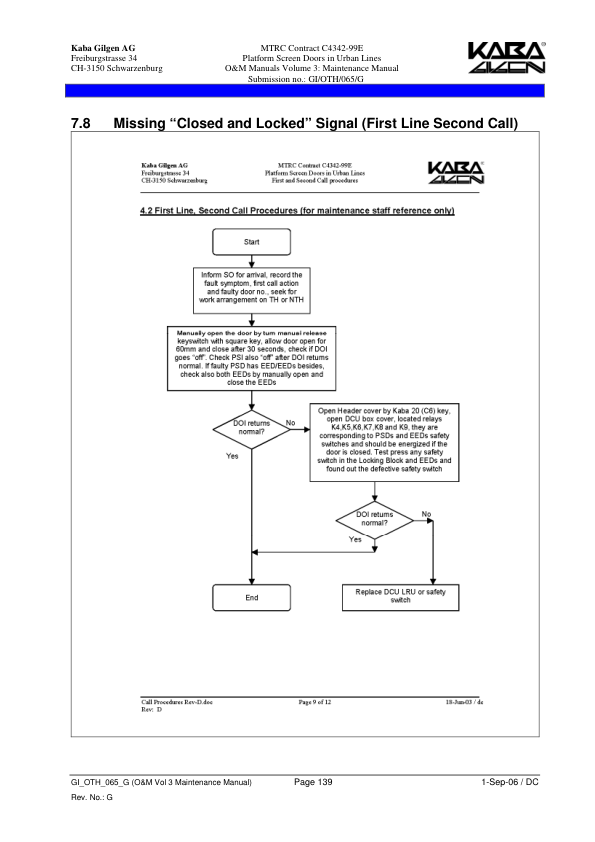 Kaba Gilgen AG
Freiburgstrasse 34
CH-3150 Schwarzenburg
MTRC Contract C4342-99E
Platform Screen Doors in Urban Lines
O&M Manuals Volume 3: Maintenance Manual
Submission no.: GI/OTH/065/G
KABA®
GILGEN
7.8 Missing “Closed and Locked” Signal (First Line Second Call)
Kaba Gilgen AG
Freiburgstrasse 34
CH-3150 Schwarzenburg
MTRC Contract C4342-99E
Platform Screen Doors in Urban Lines
First and Second Call procedures
KABA®
GILGEN
4.2 First Line, Second Call Procedures (for maintenance staff reference only)
Start
Inform SO for arrival, record the
fault symptom, first call action
and faulty door no., seek for
work arrangement on TH or NTH
Manually open the door by turn manual release
keyswitch with square key, allow door open for
60mm and close after 30 seconds, check if DOI
goes “off”. Check PSI also “off” after DOI returns
normal. If faulty PSD has EED/EEDs besides,
check also both EEDs by manually open and
close the EEDs
DOI returns
normal?
No
Yes
Open Header cover by Kaba 20 (C6) key,
open DCU box cover, located relays
K4,K5,K6,K7,K8 and K9, they are
corresponding to PSDs and EEDs safety
switches and should be energized if the
door is closed. Test press any safety
switch in the Locking Block and EEDs and
found out the defective safety switch
DOI returns
normal?
No
Yes
End
Replace DCU LRU or safety
switch
Call Procedures Rev-D.doc
Rev: D
Page 9 of 12
18-Jun-03 / ds
GI_OTH_065_G (O&M Vol 3 Maintenance Manual)
Page 139
1-Sep-06 / DC
Rev. No.: G